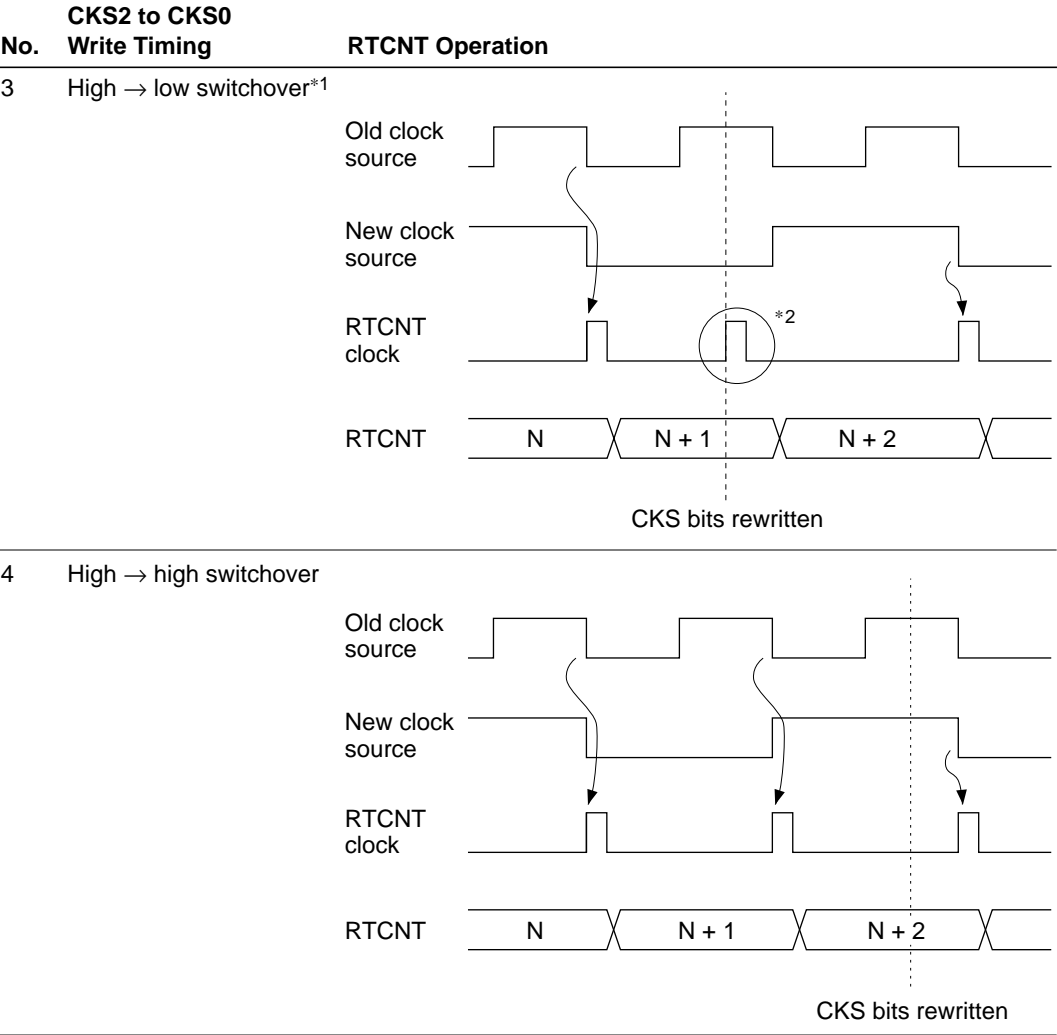 CKS2 to CKS0
No. Write Timing RTCNT Operation
3 High → low switchover*1
Old clock
source
New clock
source
RTCNT
clock
*2
RTCNT N N + 1 N + 2
CKS bits rewritten
4 High → high switchover
Old clock
source
New clock
source
RTCNT
clock
RTCNT N N + 1 N + 2
CKS bits rewritten